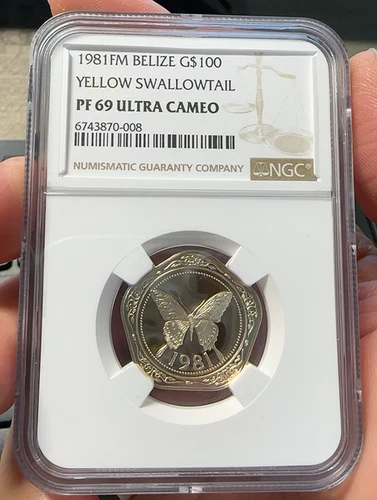 1981FM BELIZE G$100
YELLOW SWALLOWTAIL
PF 69 ULTRA CAMEO
6743870-008
NUMISMATIC GUARANTY COMPANY
NGC®
1981